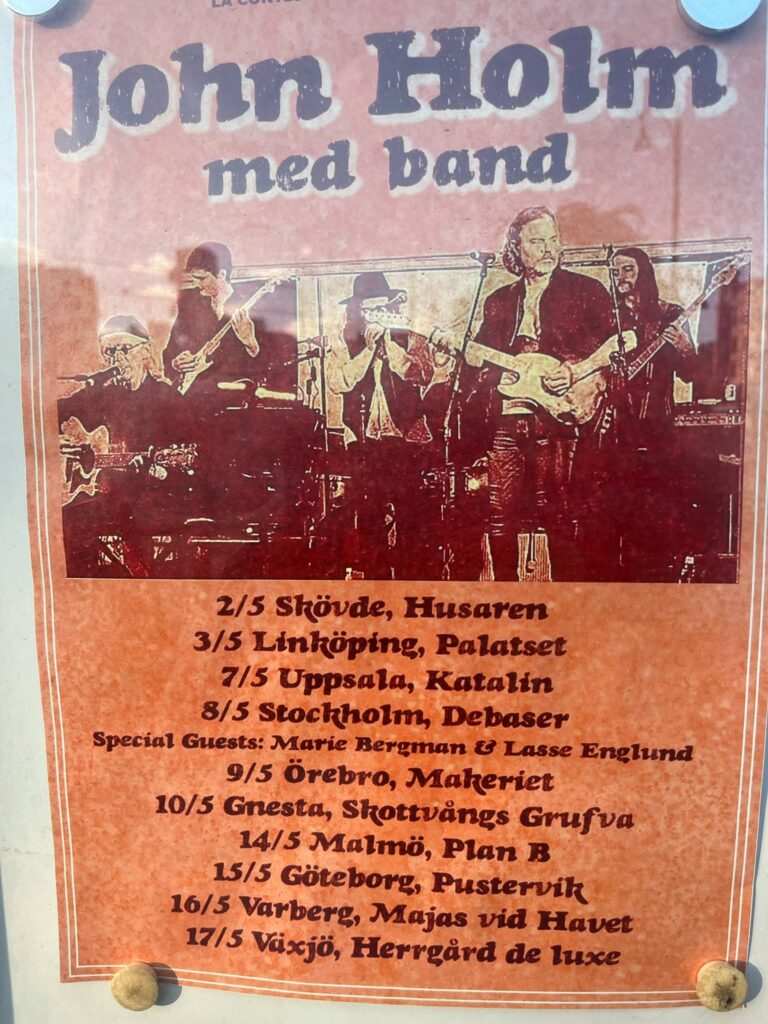 John Holm
med band
2/5 Skövde, Husaren
3/5 Linköping, Palatset
7/5 Uppsala, Katalin
8/5 Stockholm, Debaser
Special Guests: Marie Bergman & Lasse Englund
9/5 Örebro, Makeriet
10/5 Gnesta, Skottvångs Grufva
14/5 Malmö, Plan B
15/5 Göteborg, Pustervik
16/5 Varberg, Majas vid Havet
17/5 Växjö, Herrgård de luxe